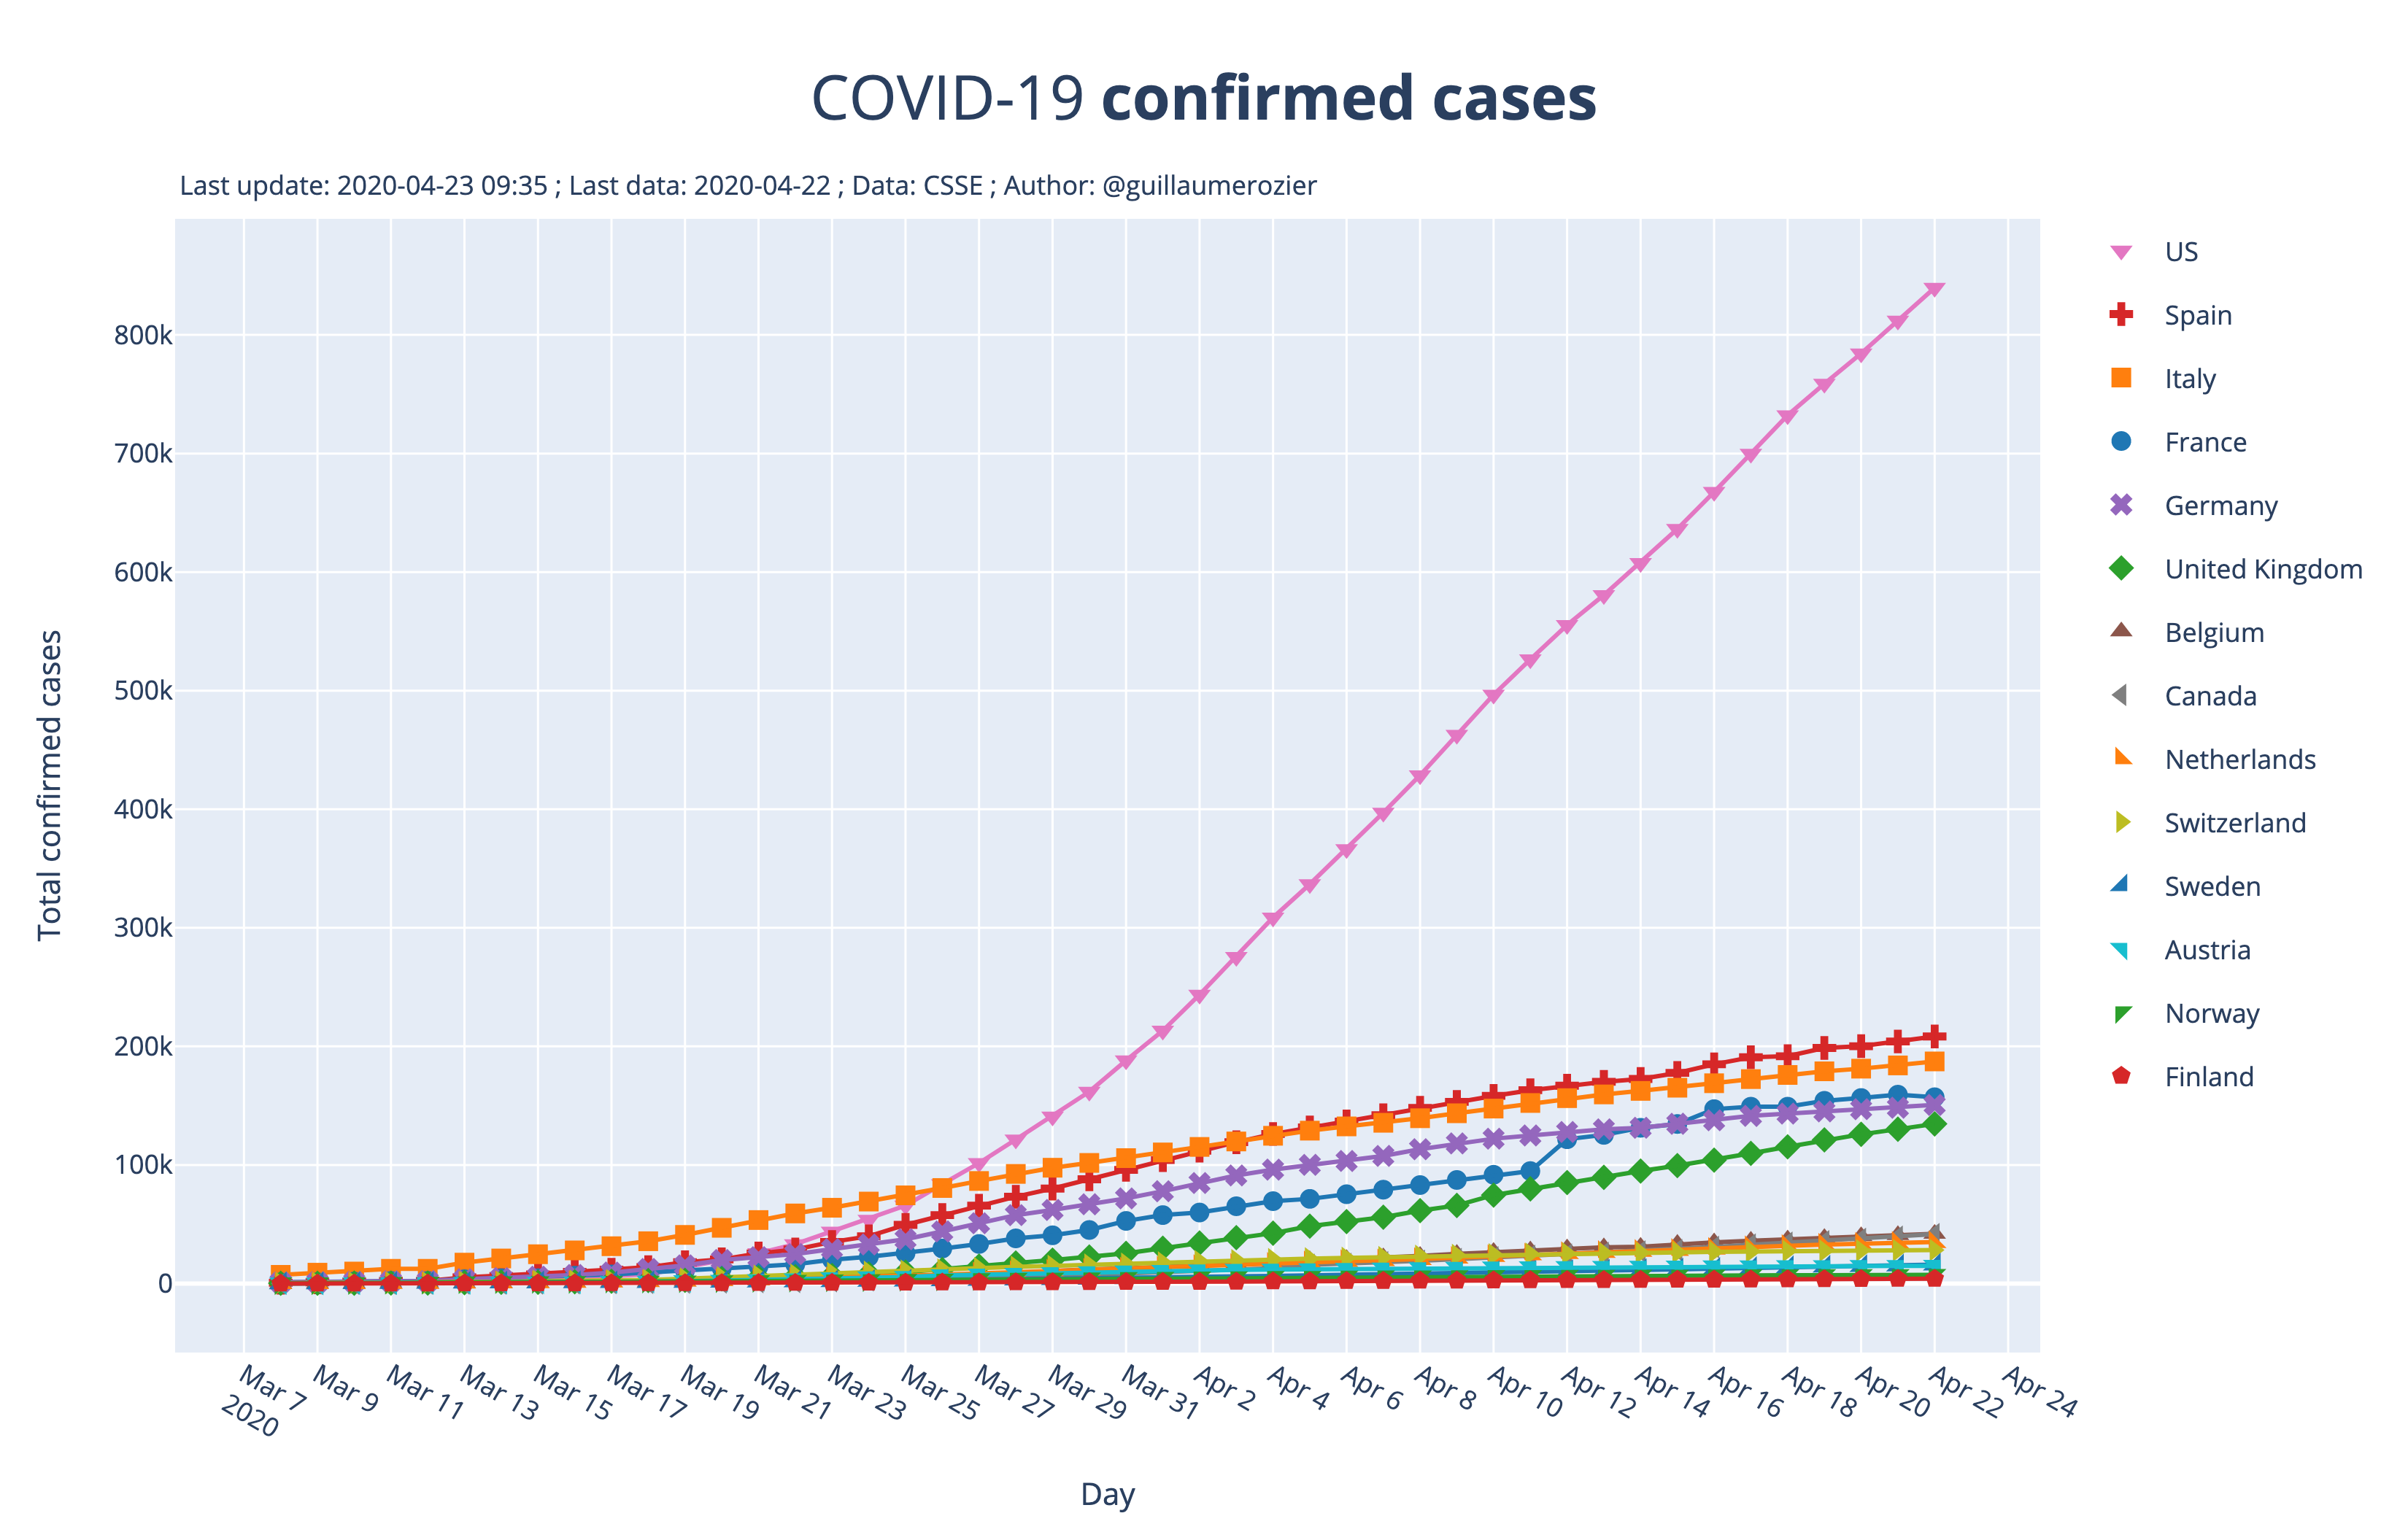 COVID-19 confirmed cases
Last update: 2020-04-23 09:35 ; Last data: 2020-04-22 ; Data: CSSE ; Author: @guillaumerozier
Total confirmed cases
800k
700k
600k
500k
400k
300k
200k
100k
0
Mar 7
2020
Mar 9
Mar 11
Mar 13
Mar 15
Mar 17
Mar 19
Mar 21
Mar 23
Mar 25
Mar 27
Mar 29
Mar 31
Apr 2
Apr 4
Apr 6
Apr 8
Apr 10
Apr 12
Apr 14
Apr 16
Apr 18
Apr 20
Apr 22
Apr 24
Day
US
Spain
Italy
France
Germany
United Kingdom
Belgium
Canada
Netherlands
Switzerland
Sweden
Austria
Norway
Finland